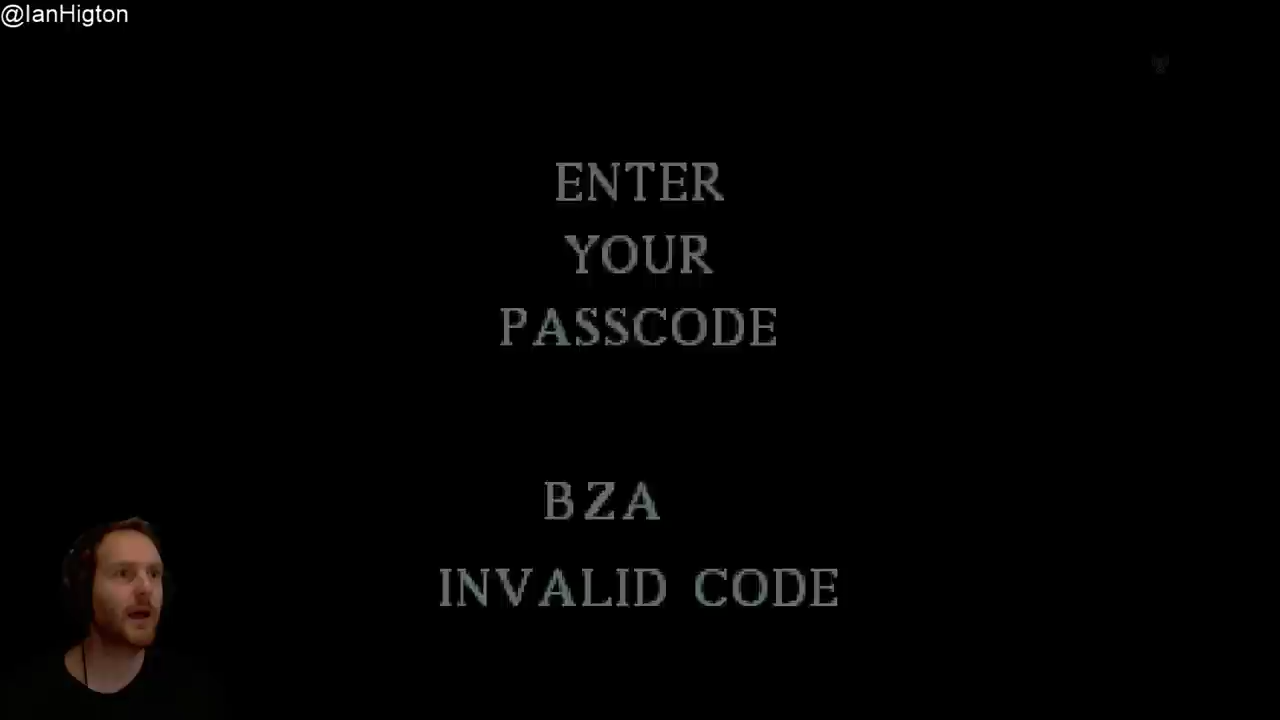 @IanHigton
ENTER
YOUR
PASSCODE
BZA
INVALID CODE